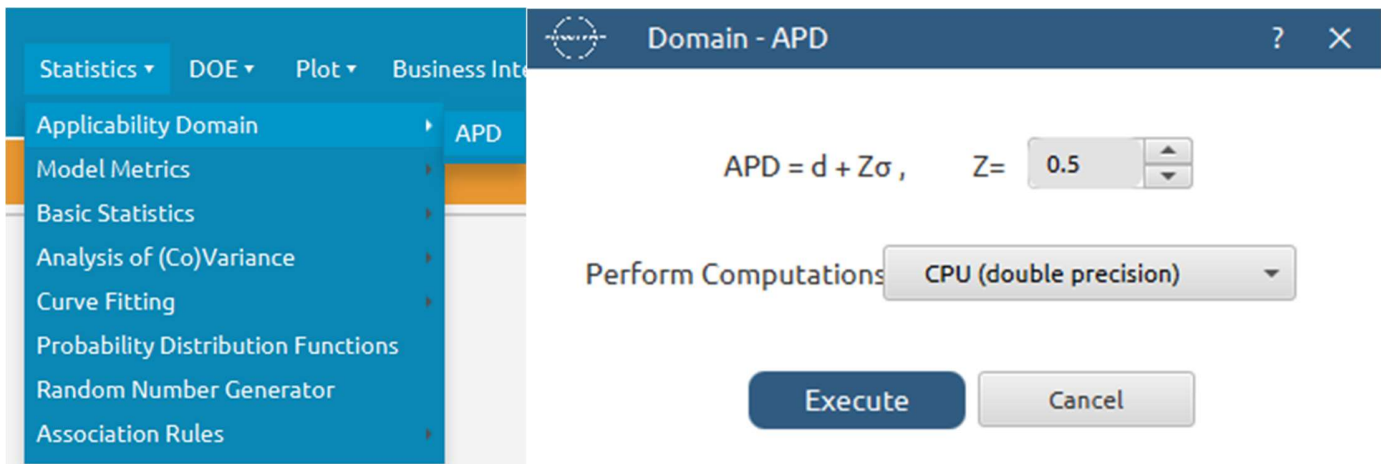 Statistics ▾ DOE ▾ Plot ▾ Business Inte
Applicability Domain
APD
Model Metrics
Basic Statistics
Analysis of (Co)Variance
Curve Fitting
Probability Distribution Functions
Random Number Generator
Association Rules
Domain - APD ? ✕
APD = d + Zσ , Z= 0.5
Perform Computations CPU (double precision)
Execute Cancel